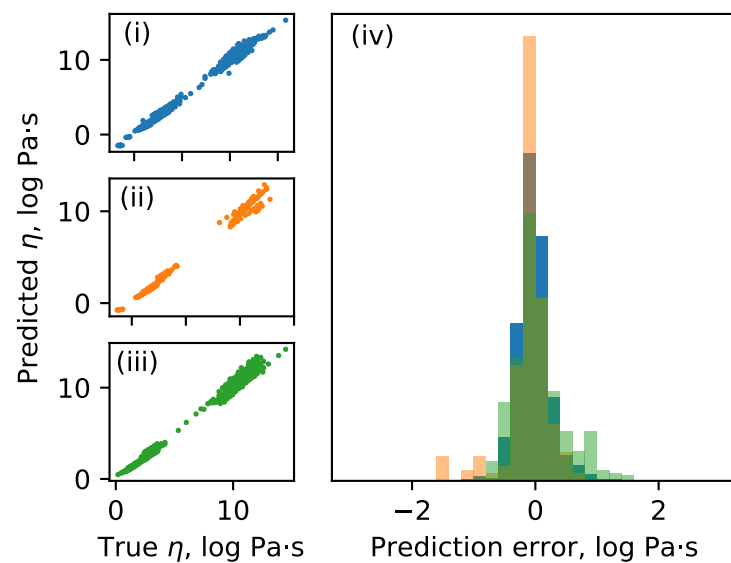 (i)
10
0
(ii)
10
0
(iii)
10
0
0 10
Predicted η, log Pa·s
True η, log Pa·s
(iv)
−2 0 2
Prediction error, log Pa·s